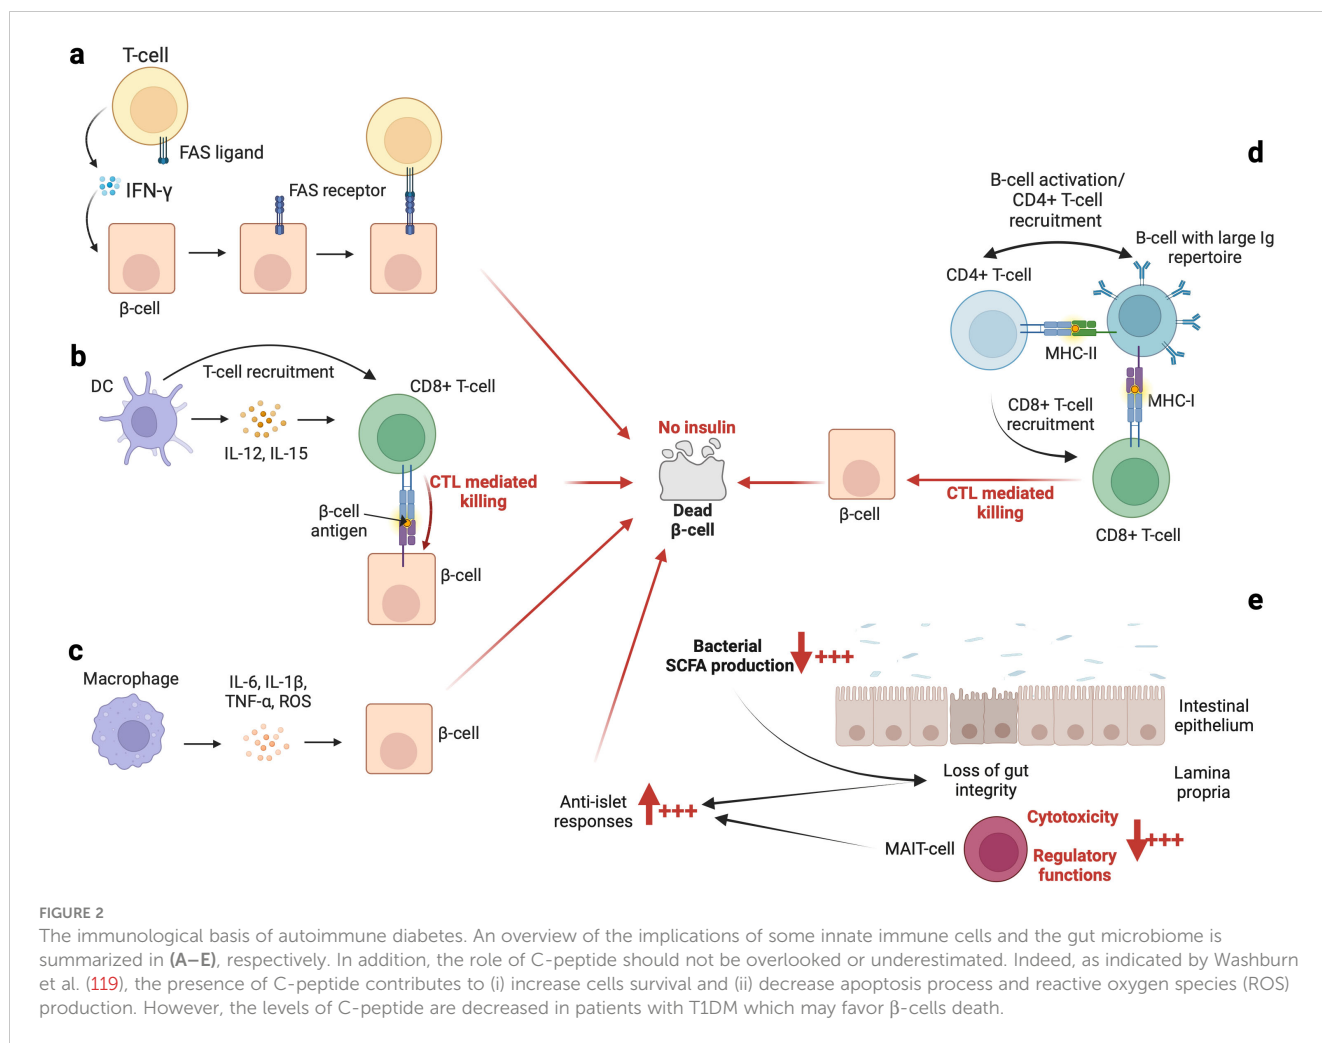 a
T-cell
FAS ligand
IFN-γ
FAS receptor
β-cell
b
DC
T-cell recruitment
CD8+ T-cell
IL-12, IL-15
CTL mediated
killing
β-cell
antigen
β-cell
c
Macrophage
IL-6, IL-1β,
TNF-α, ROS
β-cell
No insulin
Dead
β-cell
d
B-cell activation/
CD4+ T-cell
recruitment
B-cell with large Ig
repertoire
CD4+ T-cell
MHC-II
MHC-I
CD8+ T-cell
recruitment
β-cell
CTL mediated
killing
CD8+ T-cell
e
Bacterial
SCFA production
+++
Intestinal
epithelium
Loss of gut
integrity
Lamina
propria
Anti-islet
responses
+++
MAIT-cell
Cytotoxicity
Regulatory
functions
+++
FIGURE 2
The immunological basis of autoimmune diabetes. An overview of the implications of some innate immune cells and the gut microbiome is
summarized in (A–E), respectively. In addition, the role of C-peptide should not be overlooked or underestimated. Indeed, as indicated by Washburn
et al. (119), the presence of C-peptide contributes to (i) increase cells survival and (ii) decrease apoptosis process and reactive oxygen species (ROS)
production. However, the levels of C-peptide are decreased in patients with T1DM which may favor β-cells death.